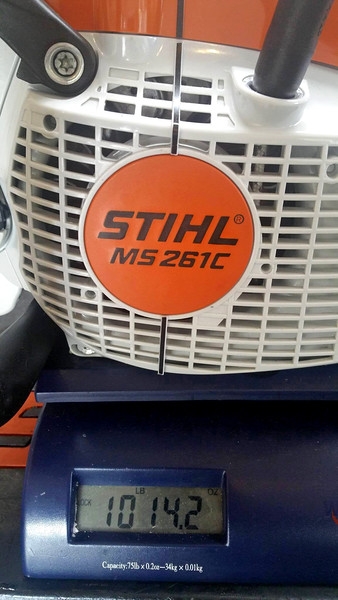 STIHL®
MS 261C
LB OZ
10 14.2
Capacity:75lb × 0.2oz—34kg × 0.01kg